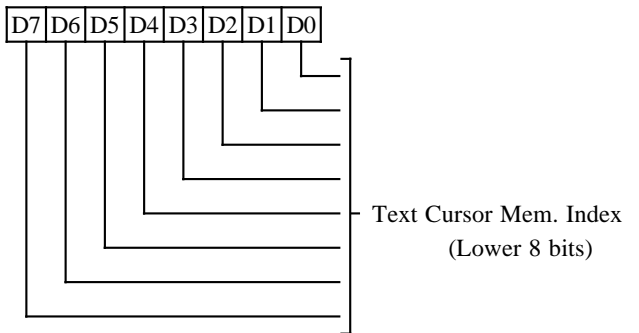 D7 D6 D5 D4 D3 D2 D1 D0
Text Cursor Mem. Index
(Lower 8 bits)